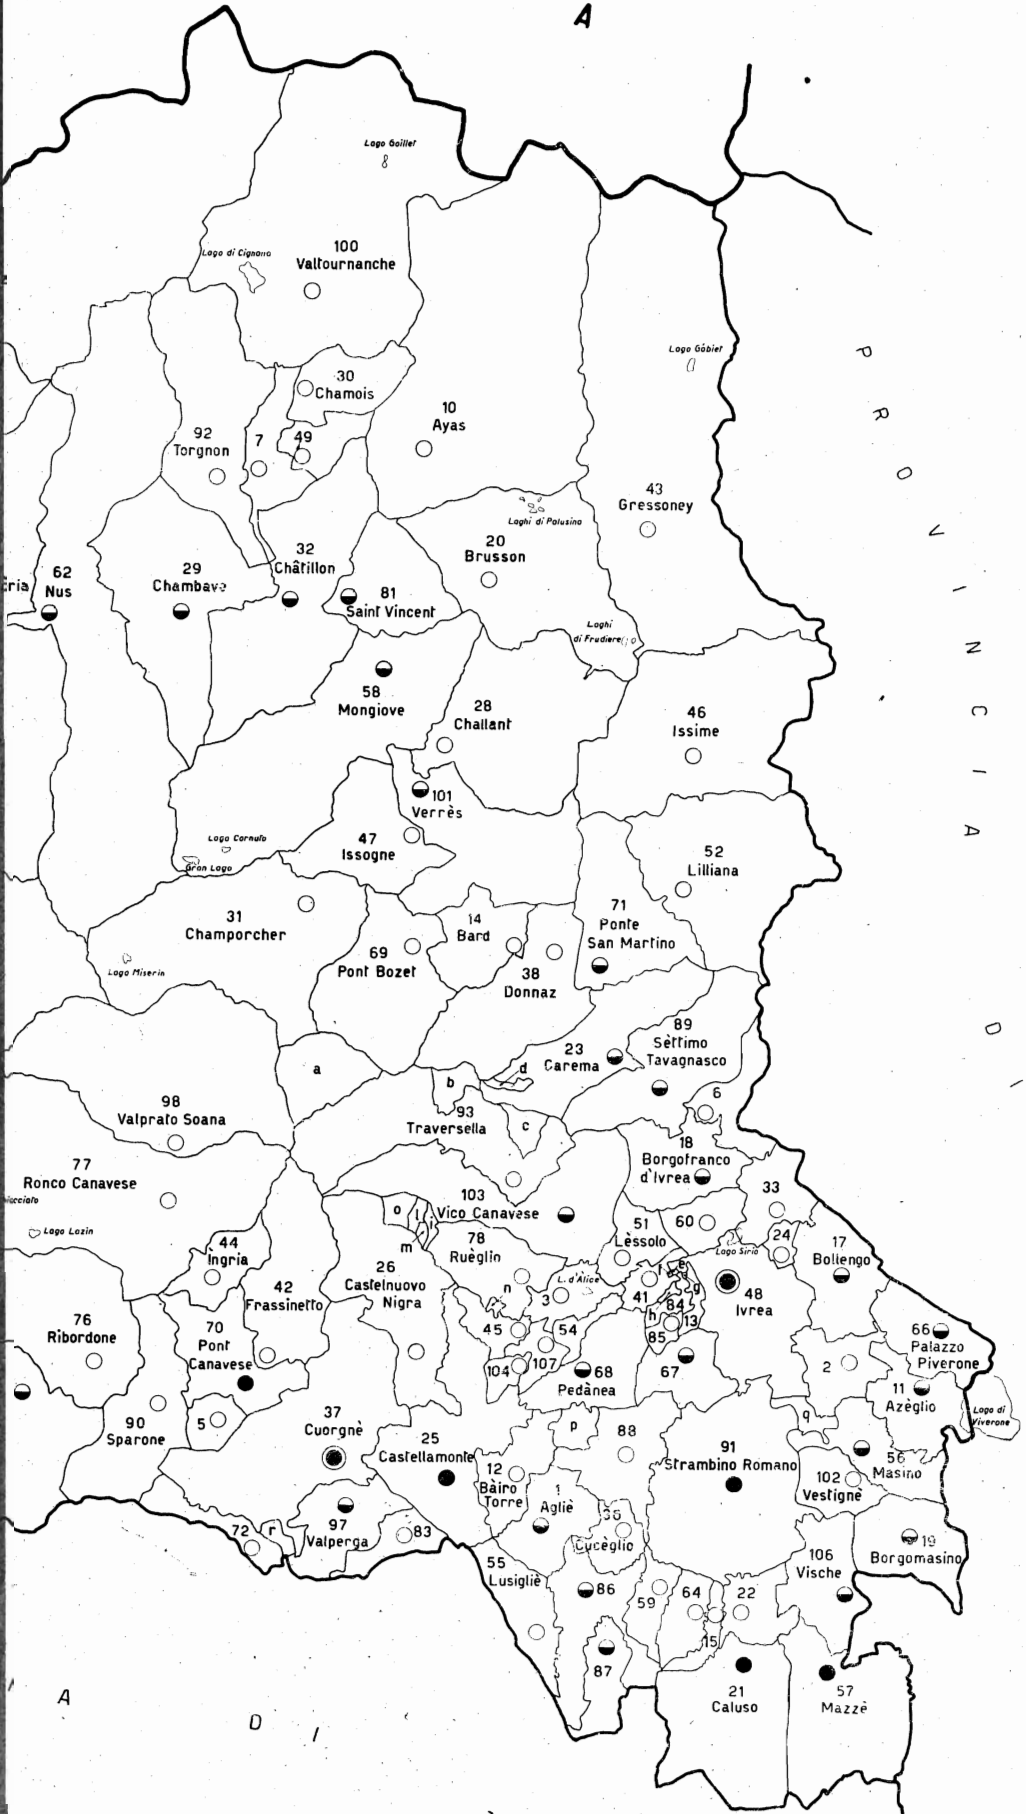 A
Lago Goillet
Lago di Cignana
100
Valtournanche
Lago Gabiet
30
Chamois
10
Ayas
92
Torgnon
7
49
43
Gressoney
Laghi di Palusina
20
Brusson
32
Châtillon
29
Chambave
62
Nus
81
Saint Vincent
Laghi
di Frudiere
58
Mongiove
28
Challant
46
Issime
101
Verrès
Lago Cornuto
Gran Lago
47
Issogne
52
Lilliana
31
Champorcher
14
Bard
71
Ponte
San Martino
69
Pont Bozet
38
Donnaz
Lago Miserin
89
Sèttimo
Tavagnasco
23
Carema
a
b
d
6
98
Valprato Soana
93
Traversella
c
18
Borgofranco
d'Ivrea
77
Ronco Canavese
33
103
Vico Canavese
o
l
i
m
51
Lèssolo
60
24
Lago Lazin
Lago Sirio
17
Bollengo
44
Ingria
78
Ruèglio
26
Castelnuovo
Nigra
42
Frassinetto
L. d'Alice
n
3
f
e
g
41
84
h
13
85
48
Ivrea
76
Ribordone
70
Pont
Canavese
45
54
104
107
68
Pedànea
67
66
Palazzo
Piverone
2
11
Azèglio
Lago di
Viverone
90
Sparone
5
37
Cuorgnè
25
Castellamonte
p
88
q
91
Strambino Romano
56
Masino
12
Bàiro
Torre
1
Agliè
102
Vestignè
72
r
97
Valperga
83
36
Cucèglio
19
Borgomasino
106
Vische
55
Lusigliè
86
59
64
22
15
87
21
Caluso
57
Mazzè
P R O V I N C I A
D
A
D I